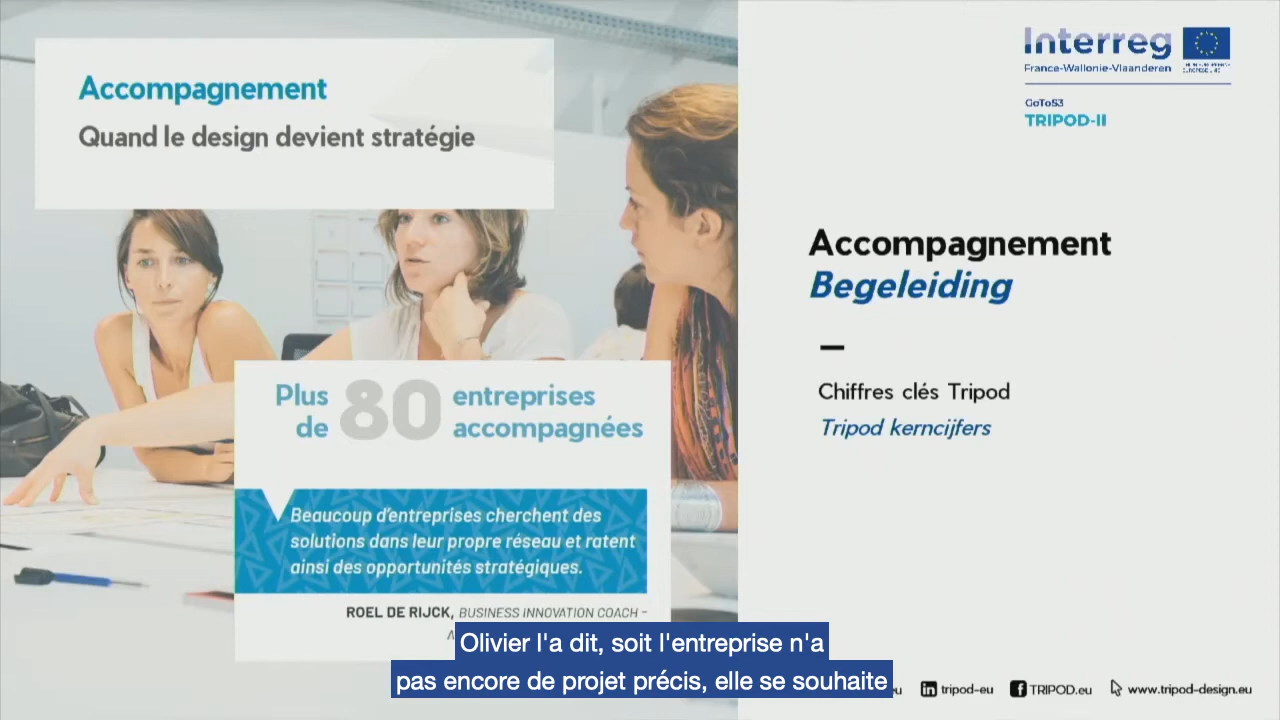 Accompagnement
Quand le design devient stratégie
Plus de 80 entreprises accompagnées
Beaucoup d'entreprises cherchent des
solutions dans leur propre réseau et ratent
ainsi des opportunités stratégiques.
ROEL DE RIJCK, BUSINESS INNOVATION COACH –
Interreg
France-Wallonie-Vlaanderen
GoToS3
TRIPOD-II
Accompagnement
Begeleiding
Chiffres clés Tripod
Tripod kerncijfers
Olivier l'a dit, soit l'entreprise n'a
pas encore de projet précis, elle se souhaite
tripod-eu
TRIPOD.eu
www.tripod-design.eu